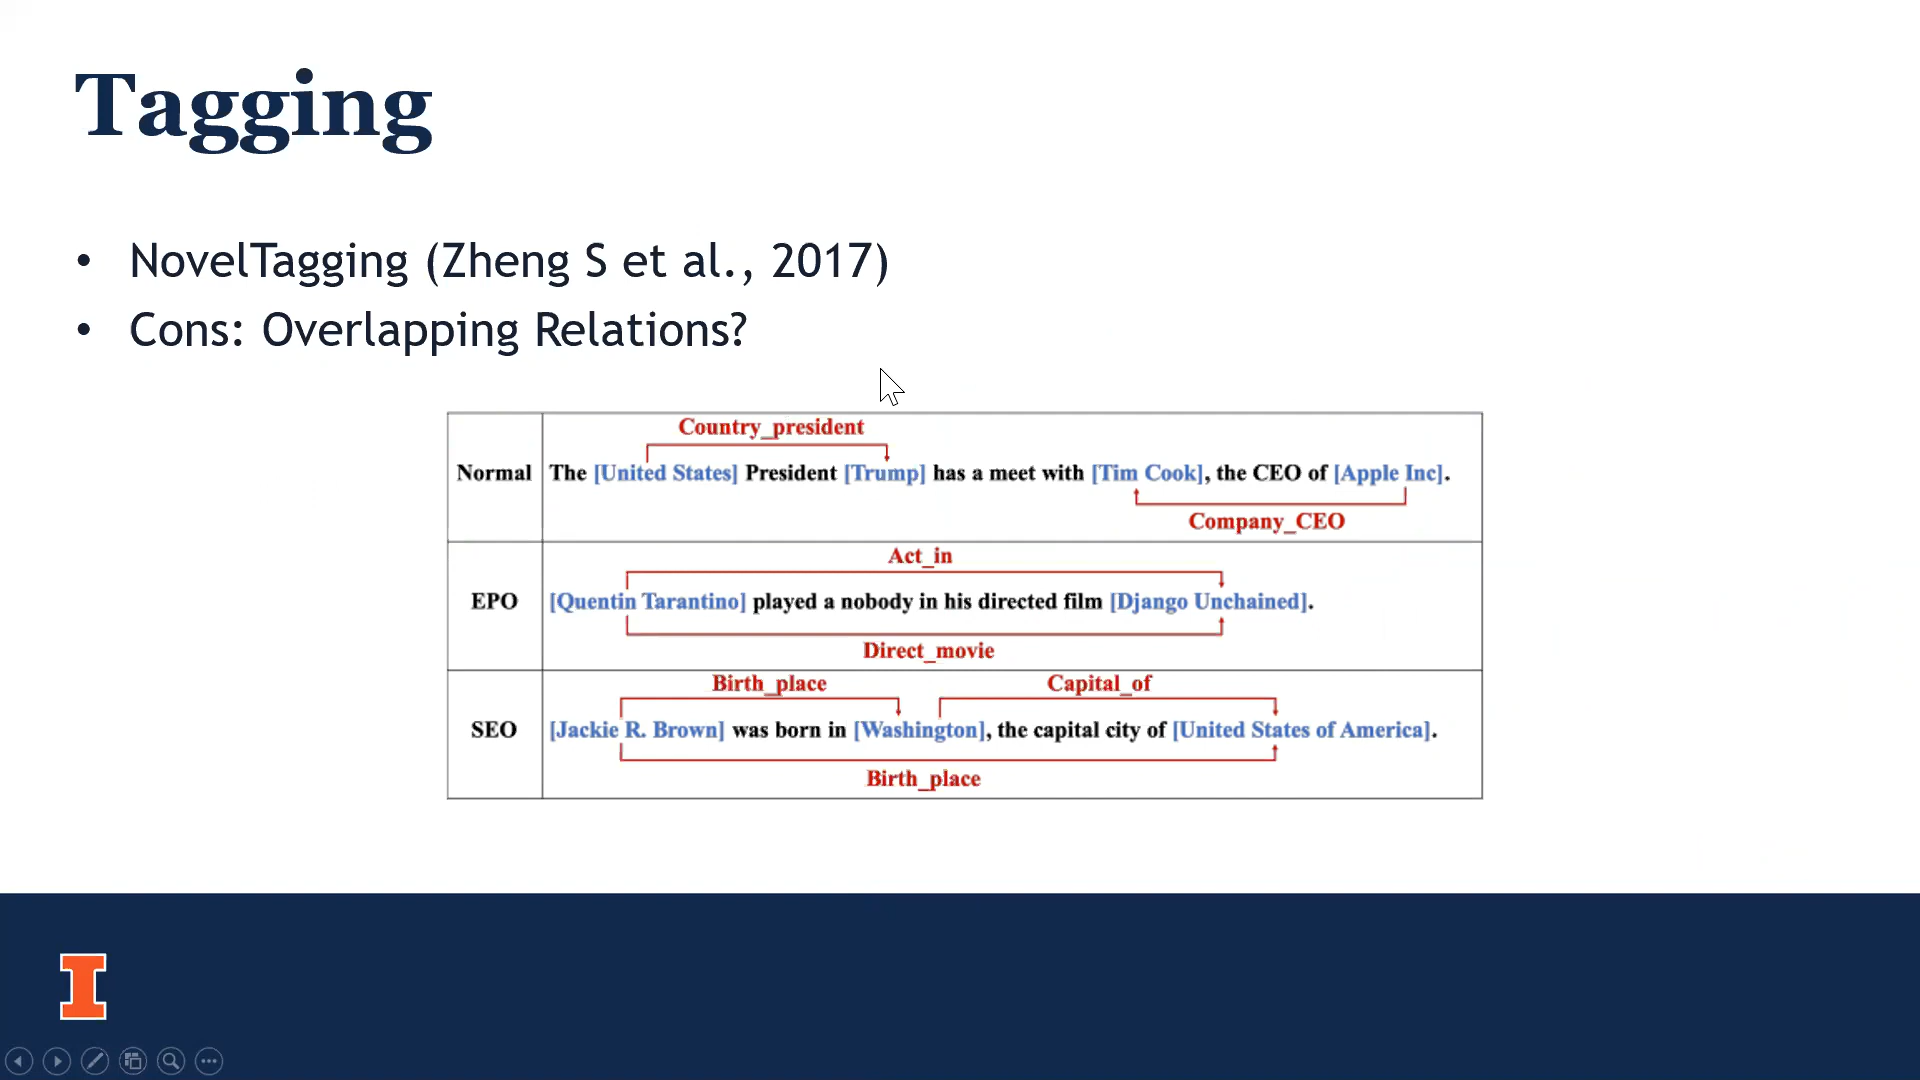 Tagging
• NovelTagging (Zheng S et al., 2017)
• Cons: Overlapping Relations?
Country_president
Normal The [United States] President [Trump] has a meet with [Tim Cook], the CEO of [Apple Inc].
Company_CEO
Act_in
EPO [Quentin Tarantino] played a nobody in his directed film [Django Unchained].
Direct_movie
Birth_place Capital_of
SEO [Jackie R. Brown] was born in [Washington], the capital city of [United States of America].
Birth_place
I